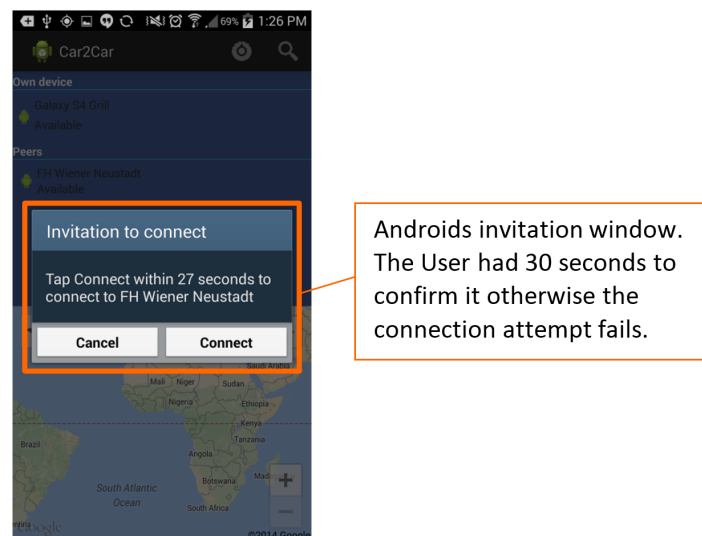 69% 1:26 PM
Car2Car
Own device
Galaxy S4 Grill
Available
Peers
FH Wiener Neustadt
Available
Invitation to connect
Tap Connect within 27 seconds to
connect to FH Wiener Neustadt
Cancel
Connect
Androids invitation window.
The User had 30 seconds to
confirm it otherwise the
connection attempt fails.
Saudi Arabia
Mali
Niger
Sudan
Nigeria
Ethiopia
Kenya
Tanzania
Brazil
Angola
Botswana
South Atlantic
Ocean
South Africa
Google
©2014 Google